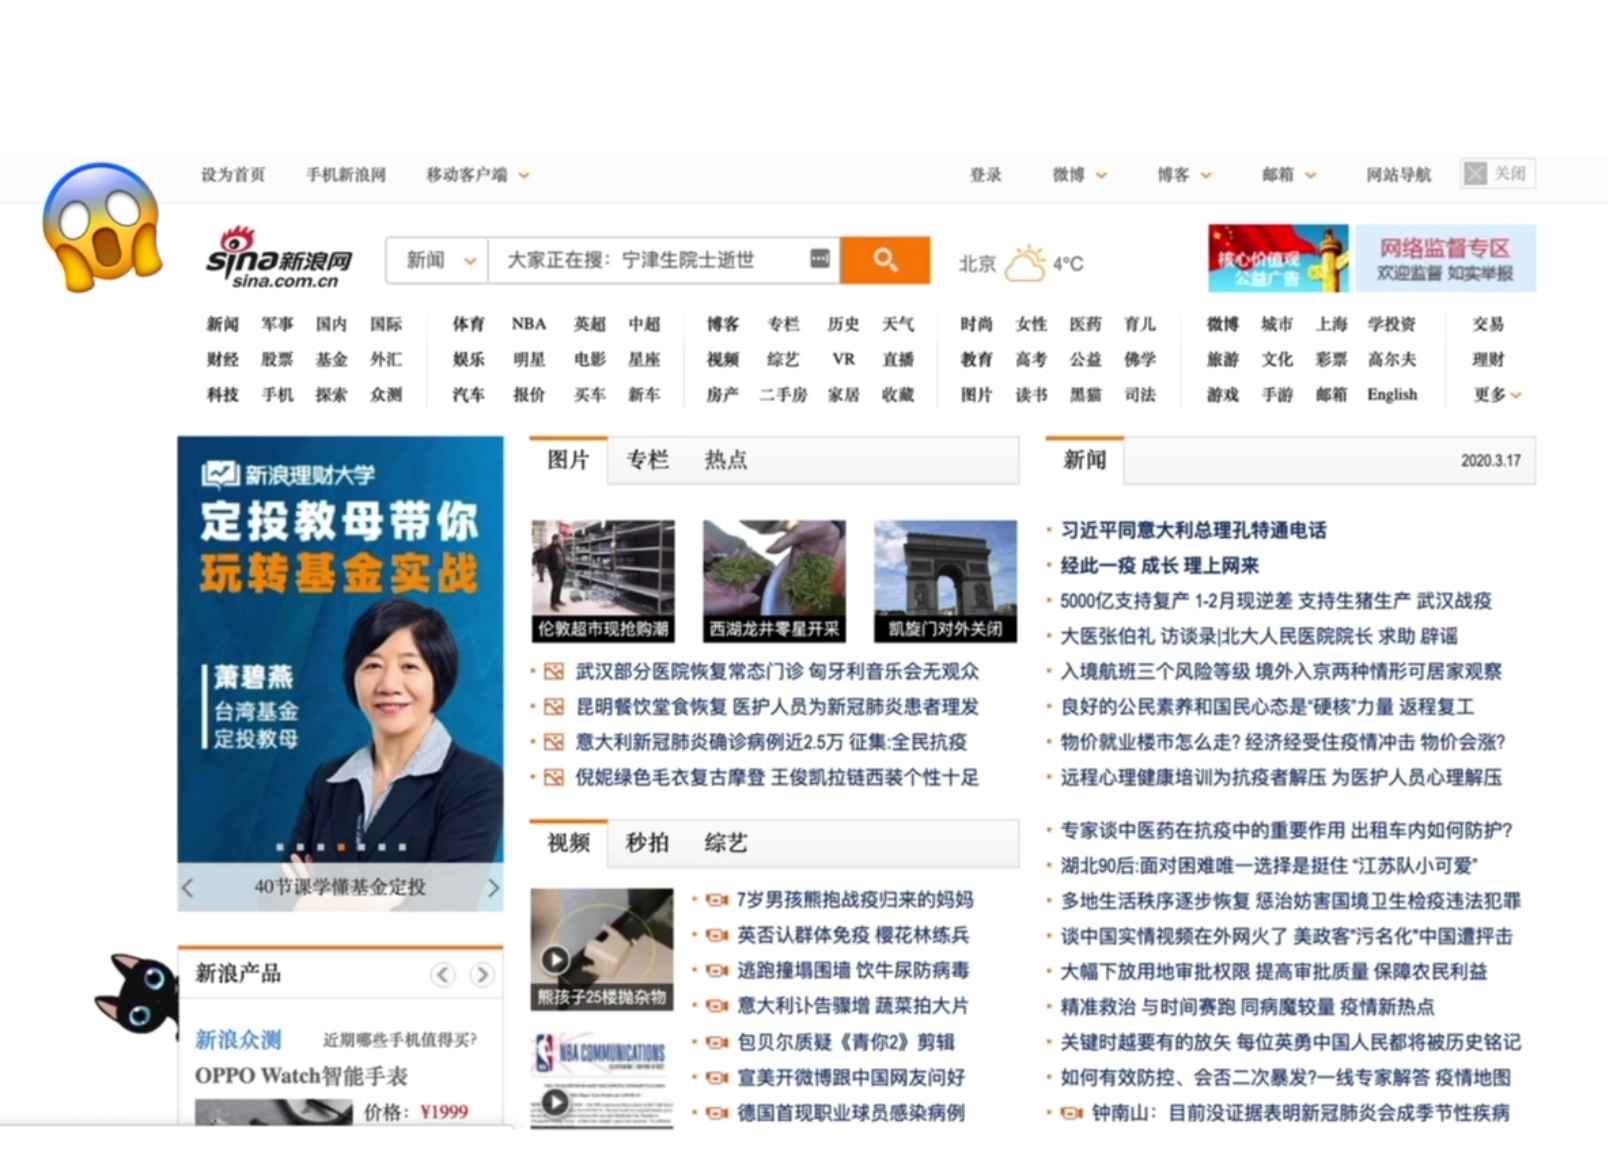 设为首页 手机新浪网 移动客户端 登录 微博 博客 邮箱 网站导航 关闭
sina新浪网
sina.com.cn
新闻 大家正在搜：宁津生院士逝世
北京 4°C
核心价值观
公益广告
网络监督专区
欢迎监督 如实举报
新闻 军事 国内 国际 体育 NBA 英超 中超 博客 专栏 历史 天气 时尚 女性 医药 育儿 微博 城市 上海 学投资 交易
财经 股票 基金 外汇 娱乐 明星 电影 星座 视频 综艺 VR 直播 教育 高考 公益 佛学 旅游 文化 彩票 高尔夫 理财
科技 手机 探索 众测 汽车 报价 买车 新车 房产 二手房 家居 收藏 图片 读书 黑猫 司法 游戏 手游 邮箱 English 更多
新浪理财大学
定投教母带你
玩转基金实战
萧碧燕
台湾基金
定投教母
40节课学懂基金定投
新浪产品
新浪众测 近期哪些手机值得买?
OPPO Watch智能手表
价格：¥1999
图片 专栏 热点
伦敦超市现抢购潮
西湖龙井零星开采
凯旋门对外关闭
武汉部分医院恢复常态门诊 匈牙利音乐会无观众
昆明餐饮堂食恢复 医护人员为新冠肺炎患者理发
意大利新冠肺炎确诊病例近2.5万 征集:全民抗疫
倪妮绿色毛衣复古摩登 王俊凯拉链西装个性十足
视频 秒拍 综艺
熊孩子25楼抛杂物
NBA COMMUNICATIONS
7岁男孩熊抱战疫归来的妈妈
英否认群体免疫 樱花林练兵
逃跑撞塌围墙 饮牛尿防病毒
意大利讣告骤增 蔬菜拍大片
包贝尔质疑《青你2》剪辑
宣美开微博跟中国网友问好
德国首现职业球员感染病例
新闻 2020.3.17
习近平同意大利总理孔特通电话
经此一疫 成长 理上网来
5000亿支持复产 1-2月现逆差 支持生猪生产 武汉战疫
大医张伯礼 访谈录|北大人民医院院长 求助 辟谣
入境航班三个风险等级 境外入京两种情形可居家观察
良好的公民素养和国民心态是“硬核”力量 返程复工
物价就业楼市怎么走? 经济经受住疫情冲击 物价会涨?
远程心理健康培训为抗疫者解压 为医护人员心理解压
专家谈中医药在抗疫中的重要作用 出租车内如何防护?
湖北90后:面对困难唯一选择是挺住 “江苏队小可爱”
多地生活秩序逐步恢复 惩治妨害国境卫生检疫违法犯罪
谈中国实情视频在外网火了 美政客“污名化”中国遭抨击
大幅下放用地审批权限 提高审批质量 保障农民利益
精准救治 与时间赛跑 同病魔较量 疫情新热点
关键时越要有的放矢 每位英勇中国人民都将被历史铭记
如何有效防控、会否二次暴发?一线专家解答 疫情地图
钟南山：目前没证据表明新冠肺炎会成季节性疾病